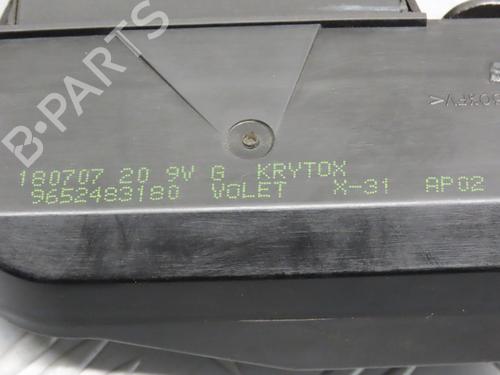 B-PARTS
180707 20 9V G KRYTOX
9652483180 VOLET X-31 AP02